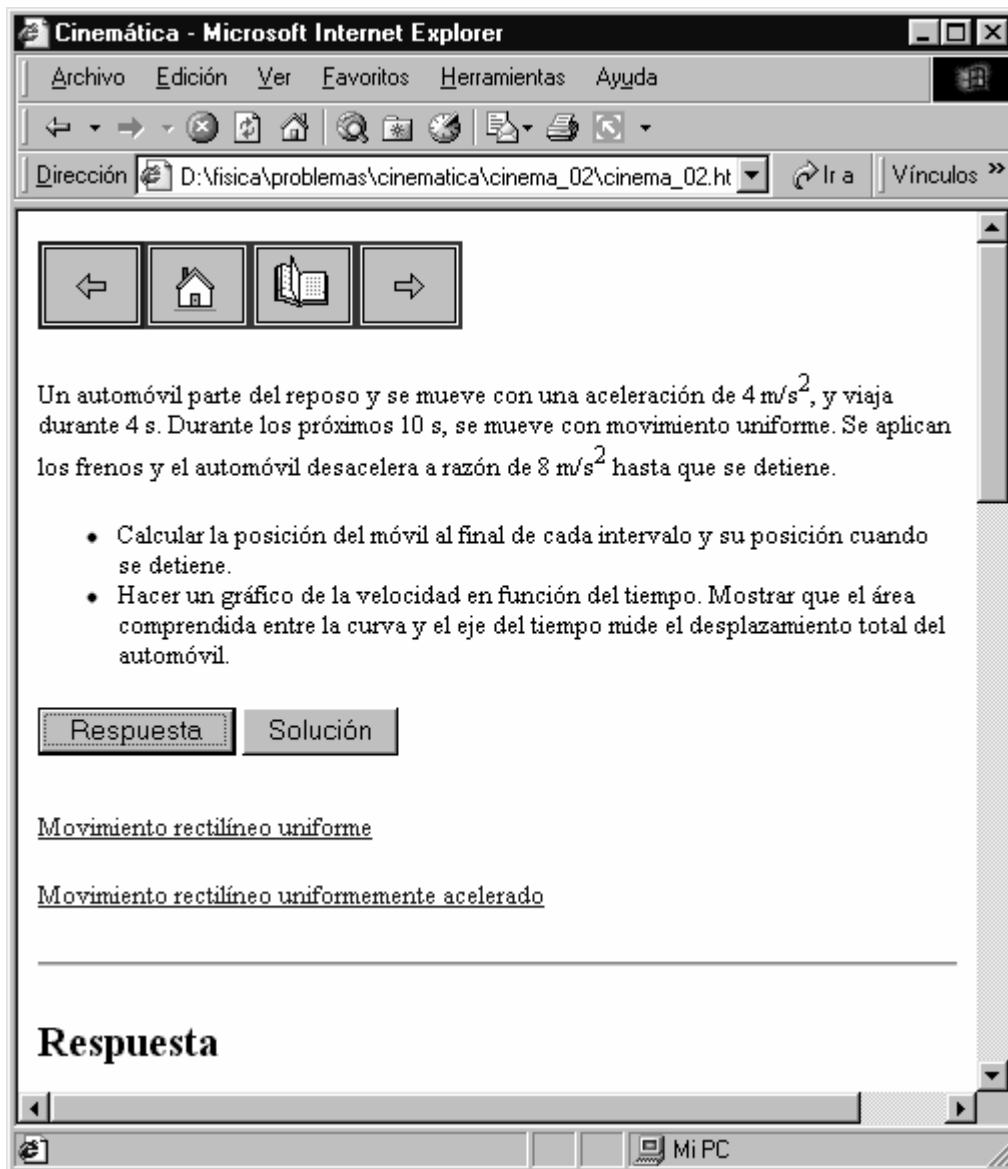 Cinemática - Microsoft Internet Explorer
Archivo Edición Ver Favoritos Herramientas Ayuda
Dirección D:\fisica\problemas\cinematica\cinema_02\cinema_02.ht Ir a Vínculos »
Un automóvil parte del reposo y se mueve con una aceleración de 4 m/s2, y viaja
durante 4 s. Durante los próximos 10 s, se mueve con movimiento uniforme. Se aplican
los frenos y el automóvil desacelera a razón de 8 m/s2 hasta que se detiene.
• Calcular la posición del móvil al final de cada intervalo y su posición cuando
se detiene.
• Hacer un gráfico de la velocidad en función del tiempo. Mostrar que el área
comprendida entre la curva y el eje del tiempo mide el desplazamiento total del
automóvil.
Respuesta Solución
Movimiento rectilíneo uniforme
Movimiento rectilíneo uniformemente acelerado
Respuesta
Mi PC